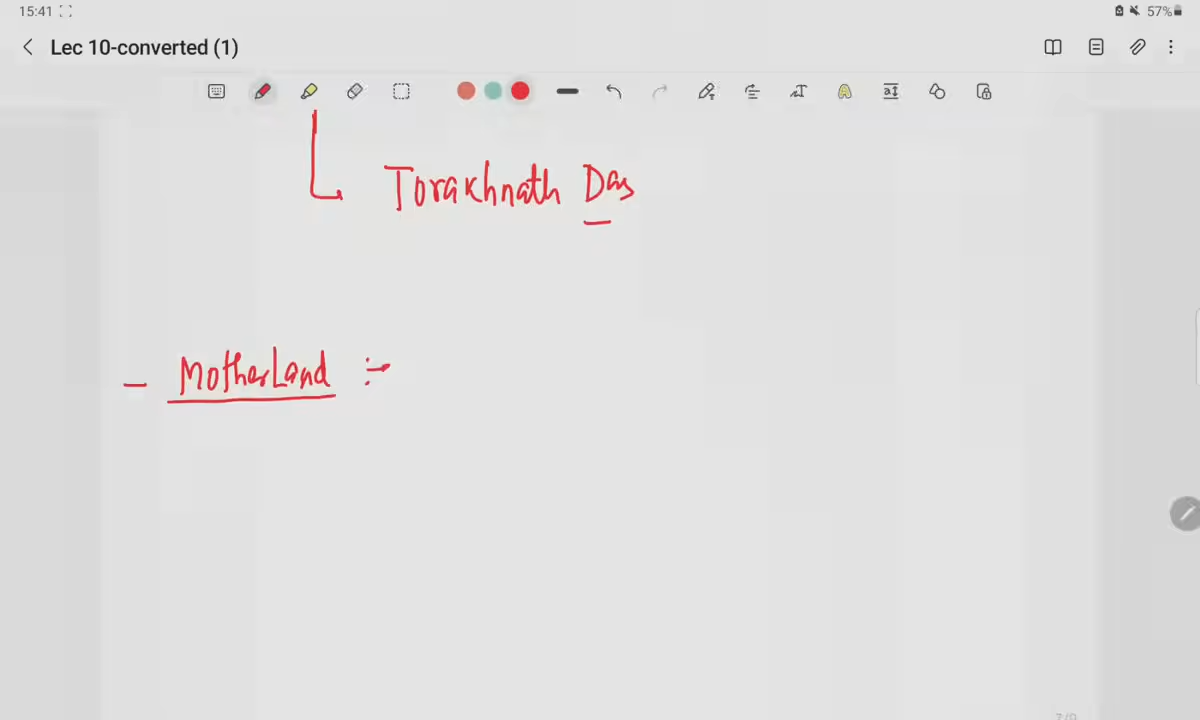 15:41 57%
Lec 10-converted (1)
Torakhnath Das
- MotherLand :-